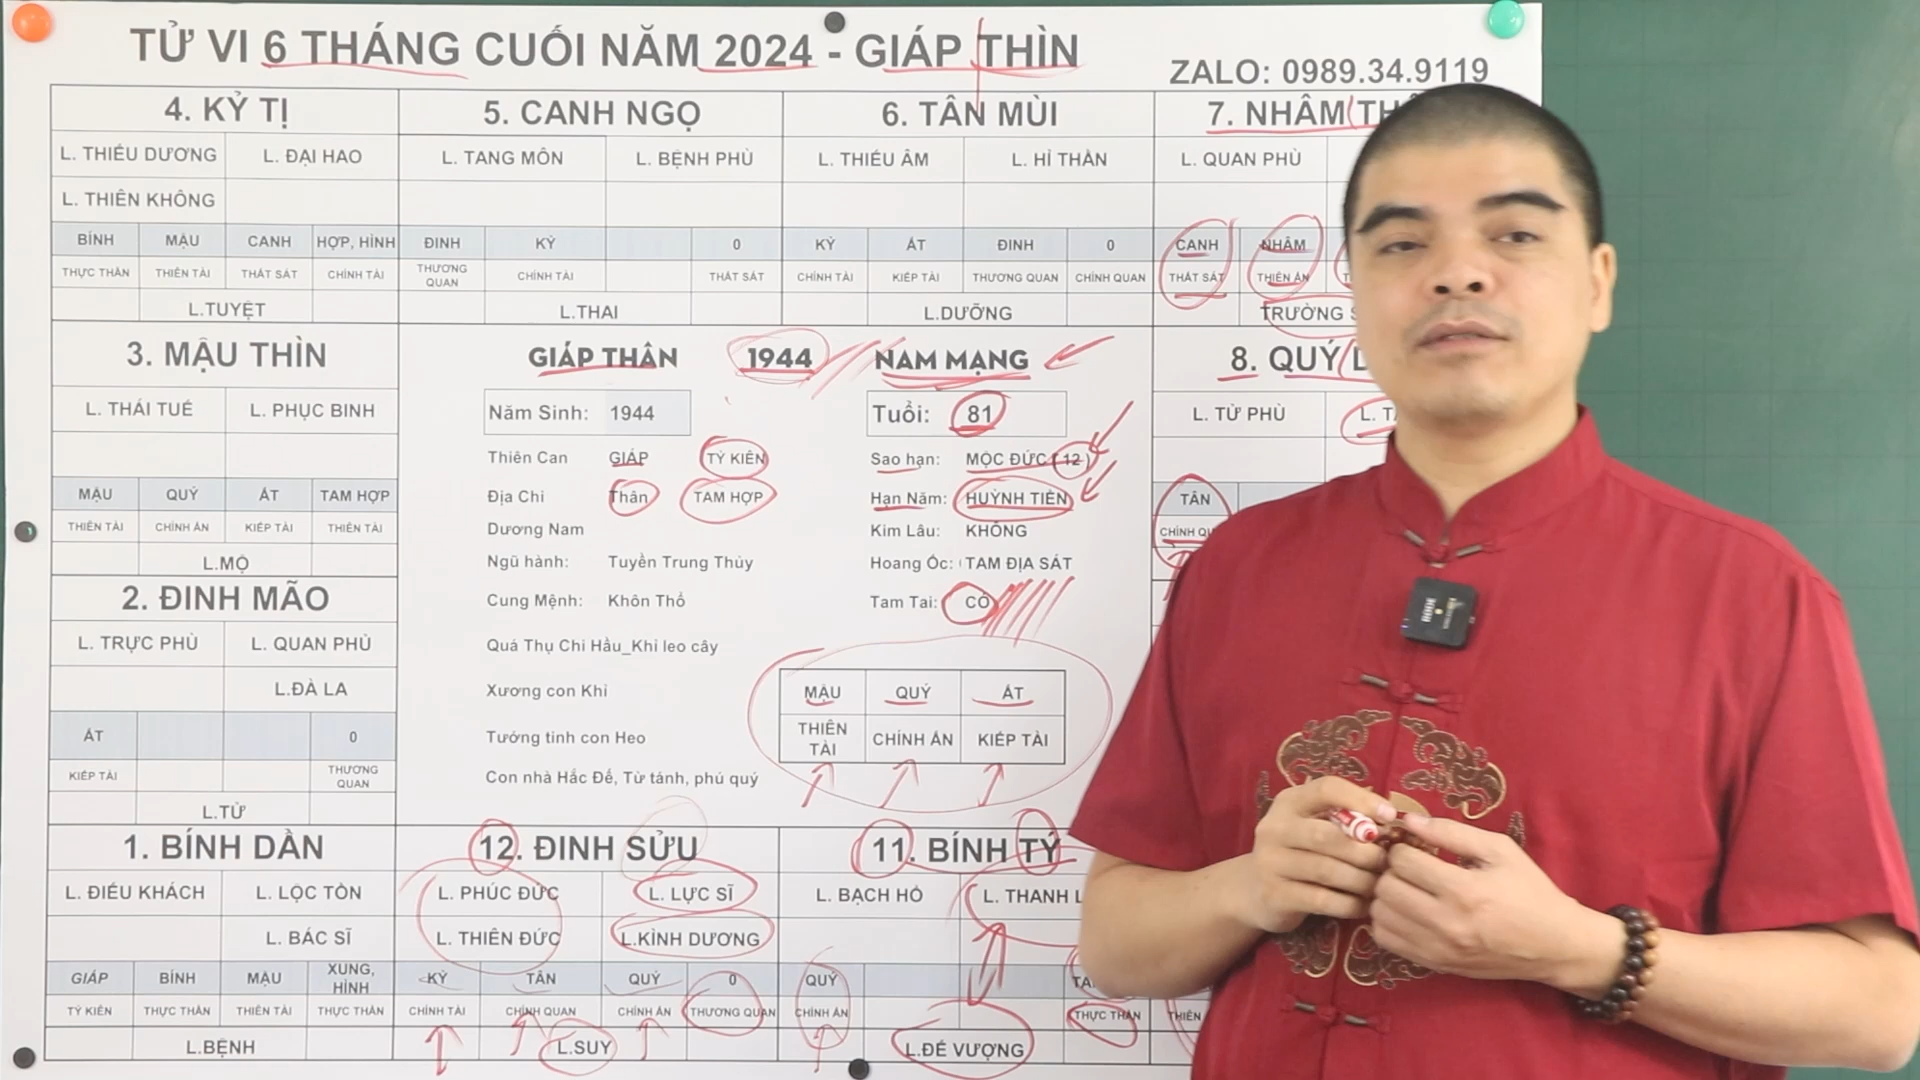 TỬ VI 6 THÁNG CUỐI NĂM 2024 - GIÁP THÌN
ZALO: 0989.34.9119
4. KỶ TỊ
L. THIẾU DƯƠNG L. ĐẠI HAO
L. THIÊN KHÔNG
BÍNH MẬU CANH HỢP, HÌNH
THỰC THẦN THIÊN TÀI THẤT SÁT CHÍNH TÀI
L.TUYỆT
5. CANH NGỌ
L. TANG MÔN L. BỆNH PHÙ
ĐINH KỶ 0
THƯƠNG QUAN CHÍNH TÀI THẤT SÁT
L.THAI
6. TÂN MÙI
L. THIẾU ÂM L. HỈ THẦN
KỶ ẤT ĐINH 0
CHÍNH TÀI KIẾP TÀI THƯƠNG QUAN CHÍNH QUAN
L.DƯỠNG
7. NHÂM
L. QUAN PHÙ
CANH NHÂM
THẤT SÁT THIÊN ẤN
TRƯỜNG
3. MẬU THÌN
L. THÁI TUẾ L. PHỤC BINH
MẬU QUÝ ẤT TAM HỢP
THIÊN TÀI CHÍNH ẤN KIẾP TÀI THIÊN TÀI
L.MỘ
GIÁP THÂN 1944 NAM MẠNG
Năm Sinh: 1944 Tuổi: 81
Thiên Can GIÁP TỶ KIÊN Sao hạn: MỘC ĐỨC (12)
Địa Chi Thân TAM HỢP Hạn Năm: HUỲNH TIỀN
Dương Nam Kim Lâu: KHÔNG
Ngũ hành: Tuyền Trung Thủy Hoang Ốc: TAM ĐỊA SÁT
Cung Mệnh: Khôn Thổ Tam Tai: CÓ
Quá Thụ Chi Hầu_Khỉ leo cây
Xương con Khỉ
Tướng tinh con Heo
Con nhà Hắc Đế, Từ tánh, phú quý
MẬU QUÝ ẤT
THIÊN TÀI CHÍNH ẤN KIẾP TÀI
8. QUÝ
L. TỬ PHÙ
TÂN
CHÍNH
2. ĐINH MÃO
L. TRỰC PHÙ L. QUAN PHỦ
L.ĐÀ LA
ẤT 0
KIẾP TÀI THƯƠNG QUAN
L.TỬ
1. BÍNH DẦN
L. ĐIẾU KHÁCH L. LỘC TỒN
L. BÁC SĨ
GIÁP BÍNH MẬU XUNG, HÌNH
TỶ KIÊN THỰC THẦN THIÊN TÀI THỰC THẦN
L.BỆNH
12. ĐINH SỬU
L. PHÚC ĐỨC L. LỰC SĨ
L. THIÊN ĐỨC L.KÌNH DƯƠNG
KỶ TÂN QUÝ 0
CHÍNH TÀI CHÍNH QUAN CHÍNH ẤN THƯƠNG QUAN
L.SUY
11. BÍNH TÝ
L. BẠCH HỔ L. THANH
QUÝ
CHÍNH ẤN THỰC THẦN
L.ĐẾ VƯỢNG
THIÊN